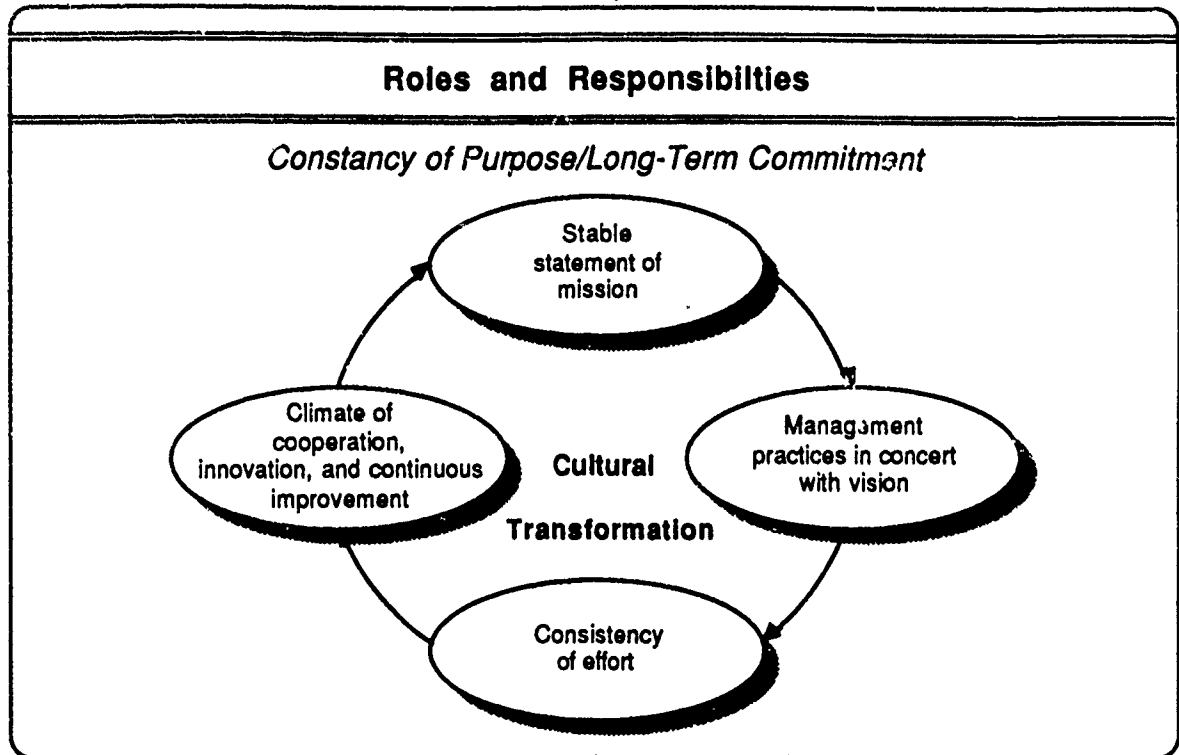 Roles and Responsibilties
Constancy of Purpose/Long-Term Commitment
Stable
statement of
mission
Climate of
cooperation,
innovation, and continuous
improvement
Management
practices in concert
with vision
Cultural
Transformation
Consistency
of effort